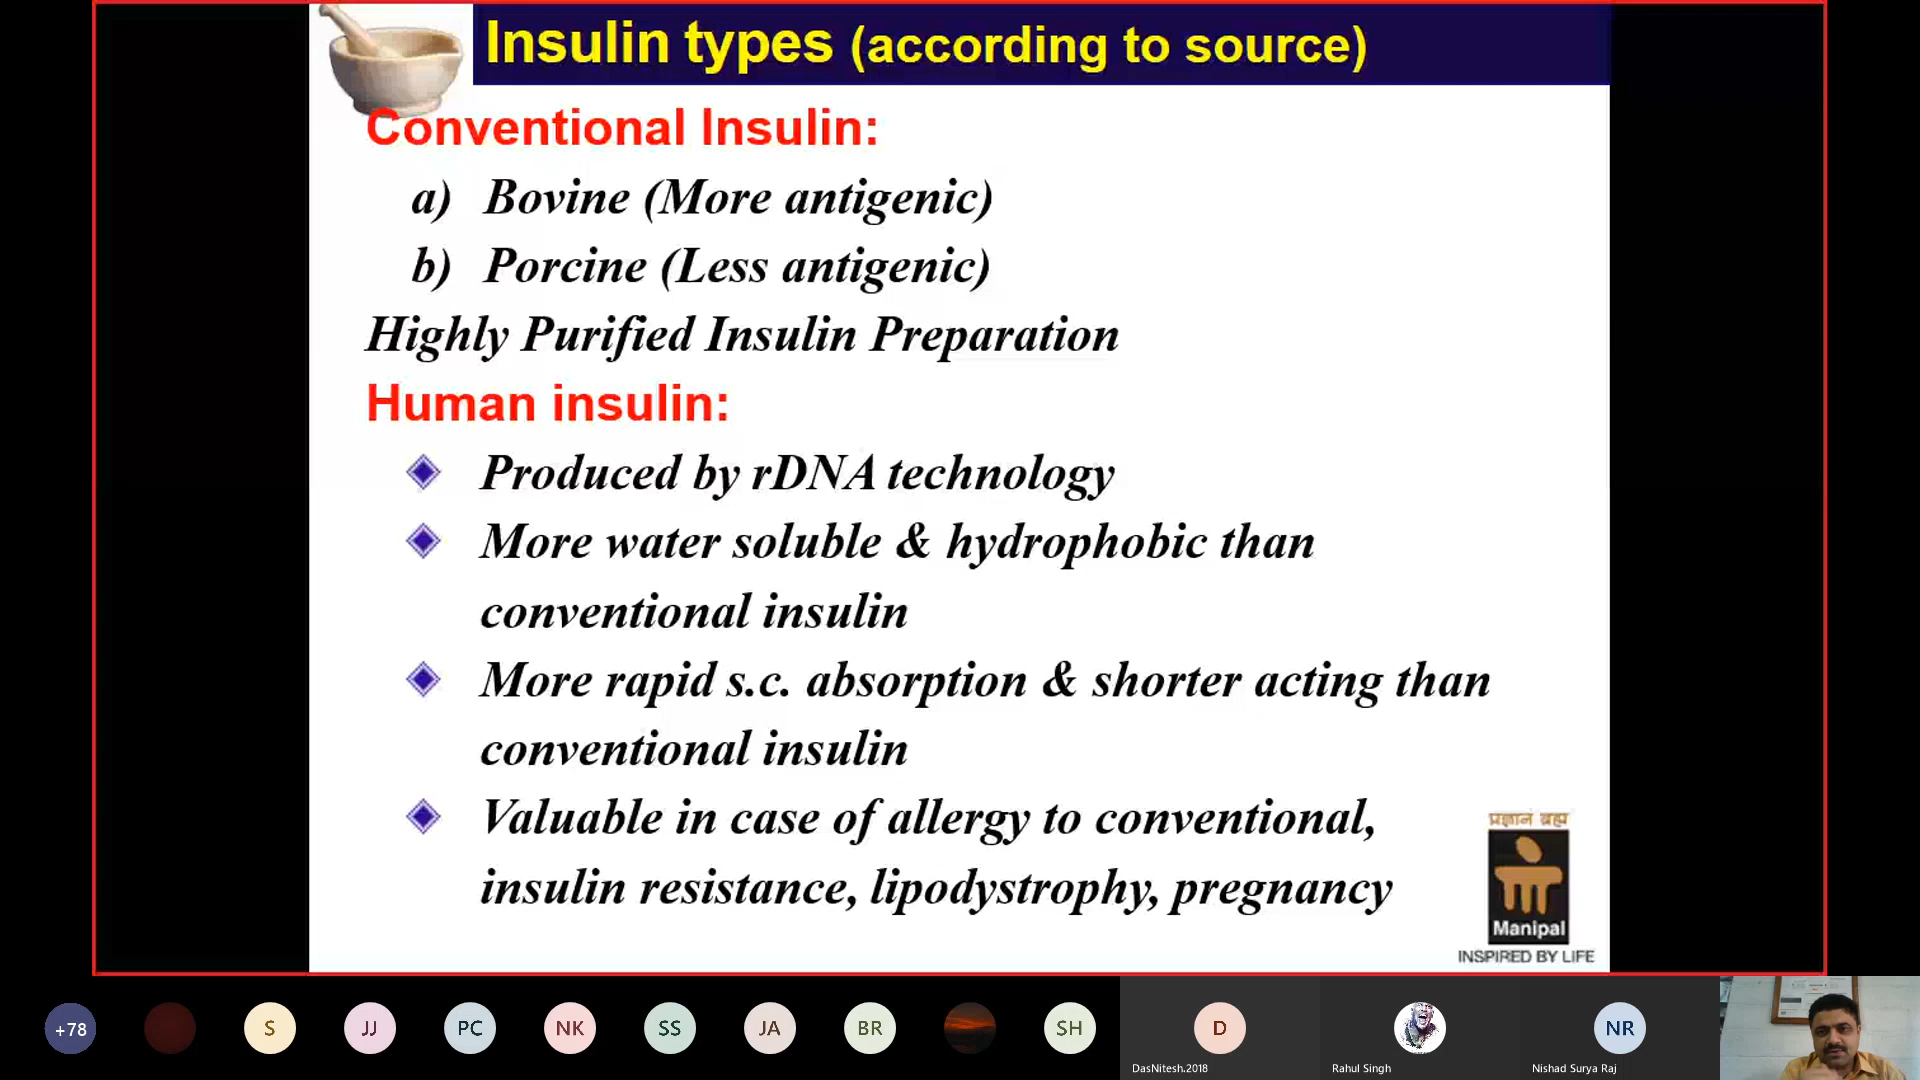 Insulin types (according to source)
Conventional Insulin:
a) Bovine (More antigenic)
b) Porcine (Less antigenic)
Highly Purified Insulin Preparation
Human insulin:
Produced by rDNA technology
More water soluble & hydrophobic than
conventional insulin
More rapid s.c. absorption & shorter acting than
conventional insulin
Valuable in case of allergy to conventional,
insulin resistance, lipodystrophy, pregnancy
प्रज्ञानं ब्रह्म
Manipal
INSPIRED BY LIFE
+78
S
JJ
PC
NK
SS
JA
BR
SH
D
NR
DasNitesh.2018
Rahul Singh
Nishad Surya Raj